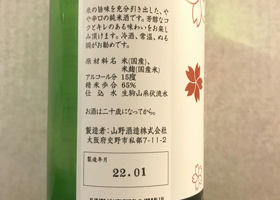 米の旨味を充分引き出した、や
や辛口の純米酒です。芳醇なコ
クとキレのある味わいをお楽し
み頂けます。冷酒、常温、ぬる
燗がお勧めです。
原材料名 米(国産)、
米麹(国産米)
アルコール分 15度
精米歩合 65%
仕込水 生駒山系伏流水
お酒は二十歳になってから。
製造者:山野酒造株式会社
大阪府交野市私部7-11-2
製造年月
22.01